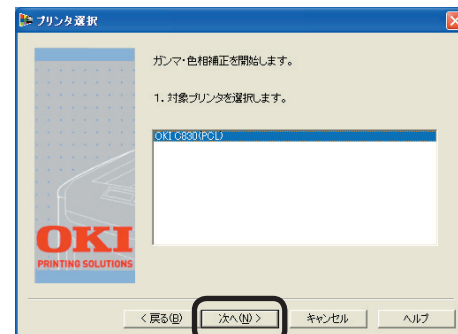 プリンタ選択
ガンマ・色相補正を開始します。
1. 対象プリンタを選択します。
OKI C830(PCL)
OKI
PRINTING SOLUTIONS
< 戻る(B)
次へ(N) >
キャンセル
ヘルプ